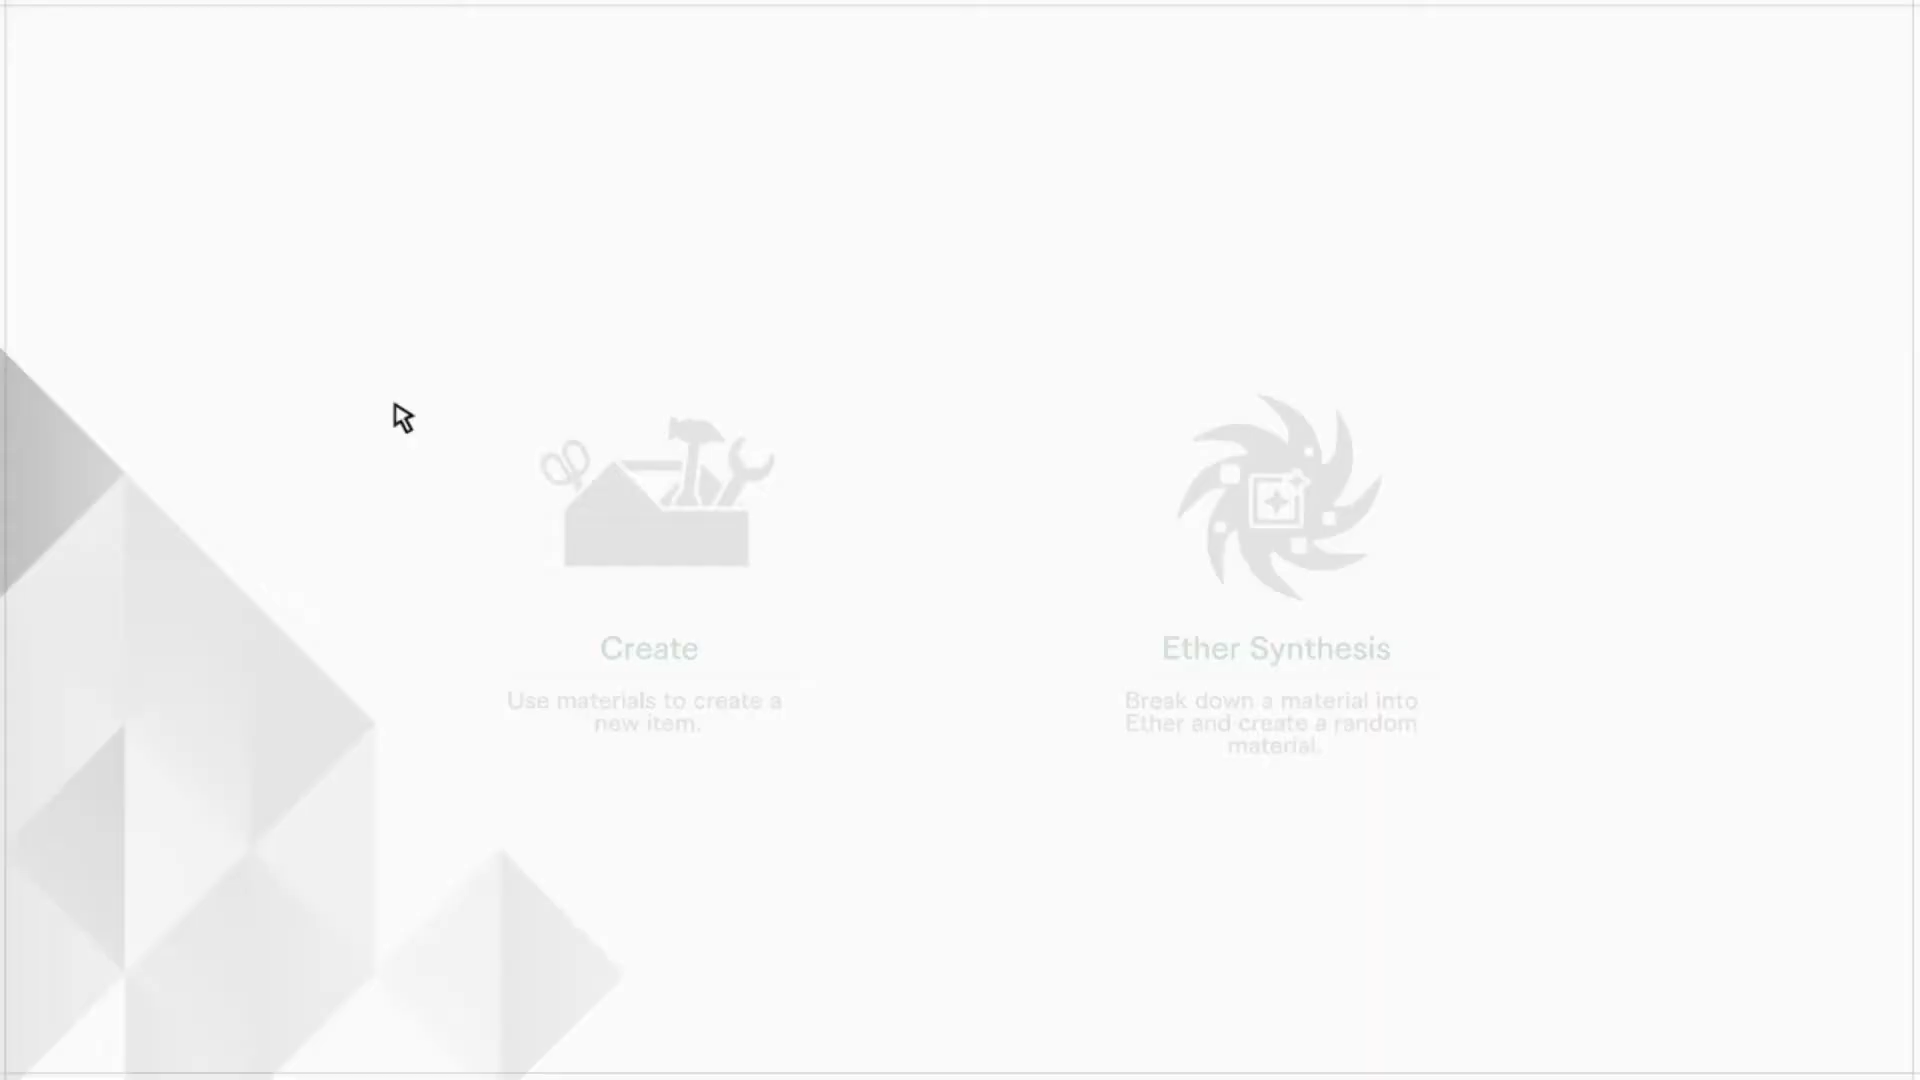 Create
Use materials to create a
new item.
Ether Synthesis
Break down a material into
Ether and create a random
material.